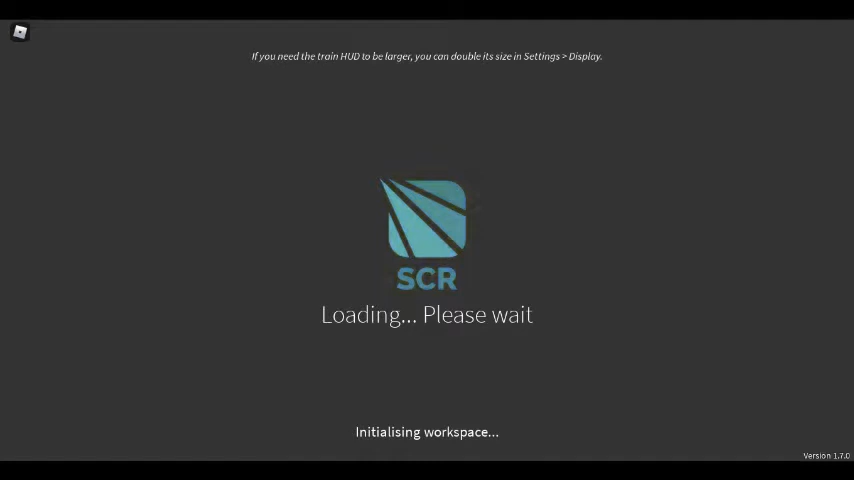 If you need the train HUD to be larger, you can double its size in Settings > Display.
SCR
Loading... Please wait
Initialising workspace...
Version 1.7.0